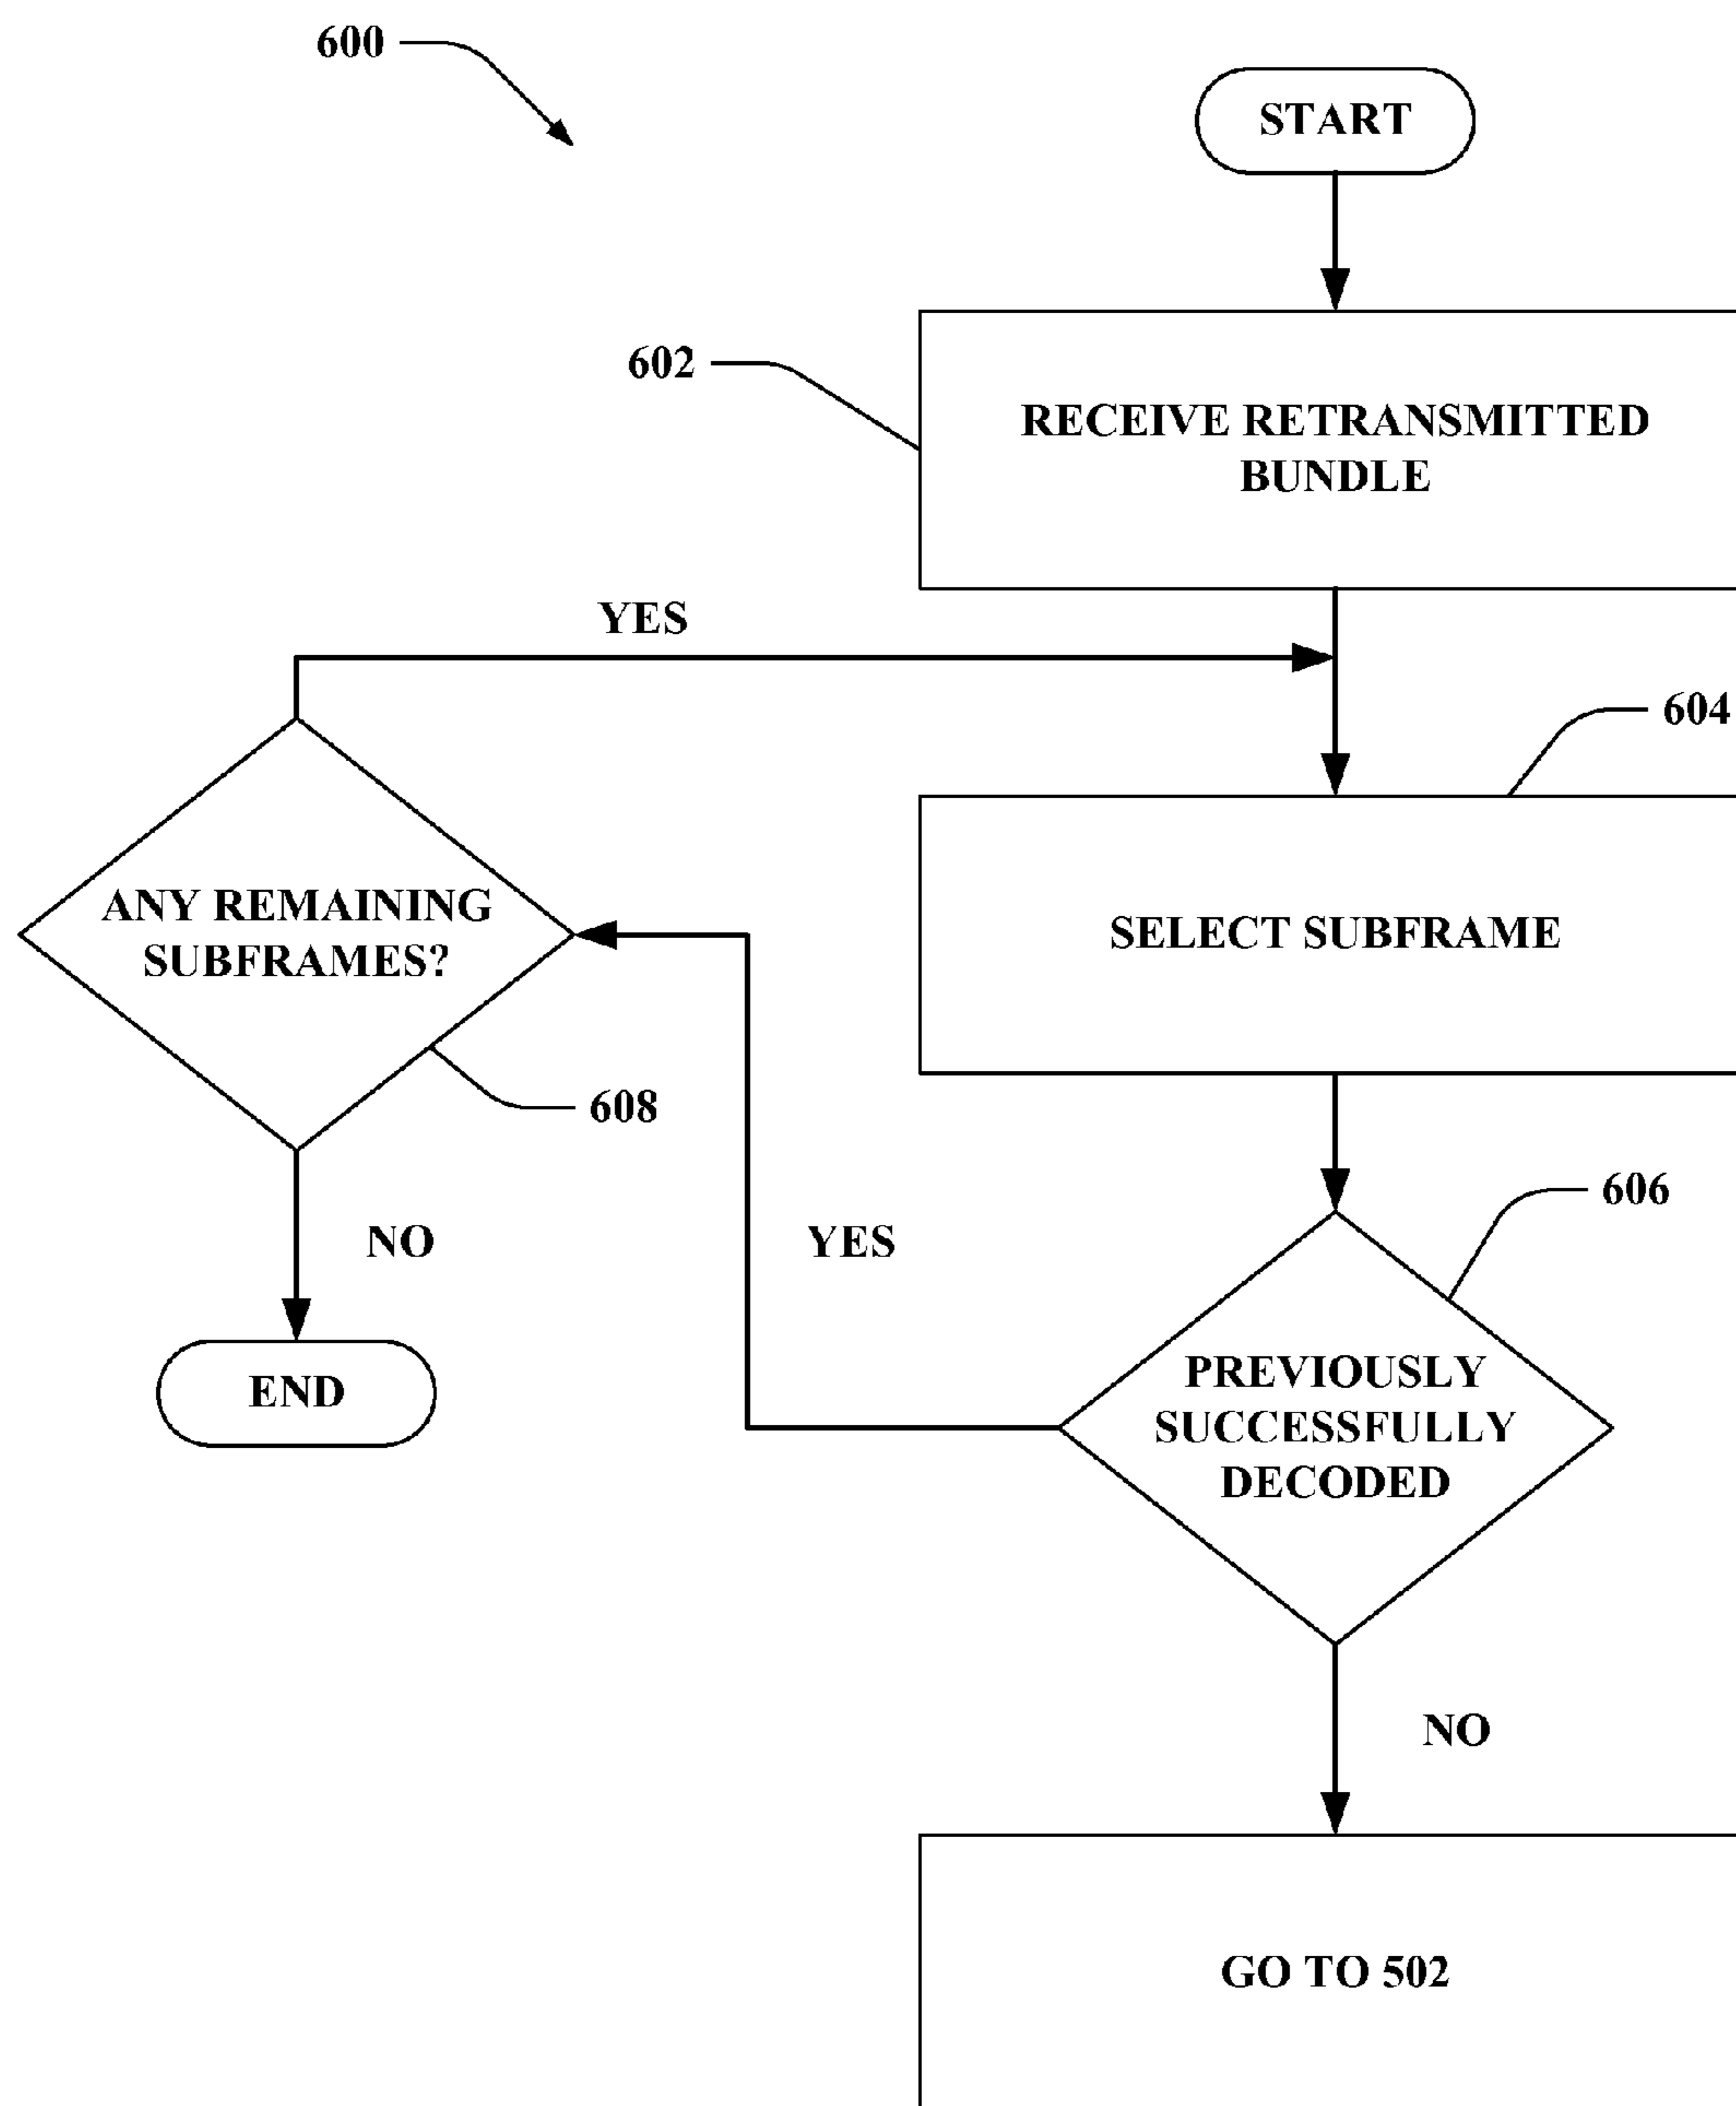 600
START
602
RECEIVE RETRANSMITTED
BUNDLE
YES
604
ANY REMAINING
SUBFRAMES?
SELECT SUBFRAME
608
606
NO
YES
PREVIOUSLY
SUCCESSFULLY
DECODED
END
NO
GO TO 502